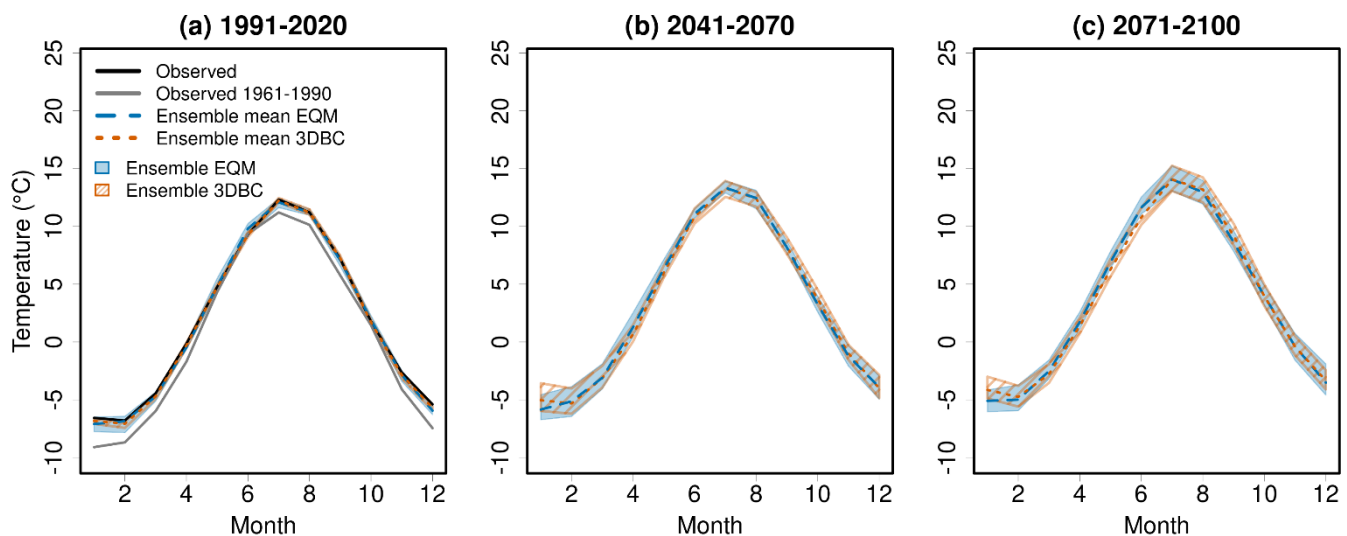 (a) 1991-2020
(b) 2041-2070
(c) 2071-2100
Temperature (°C)
25
20
15
10
5
0
-5
-10
Observed
Observed 1961-1990
Ensemble mean EQM
Ensemble mean 3DBC
Ensemble EQM
Ensemble 3DBC
2 4 6 8 10 12
Month
25
20
15
10
5
0
-5
-10
2 4 6 8 10 12
Month
25
20
15
10
5
0
-5
-10
2 4 6 8 10 12
Month